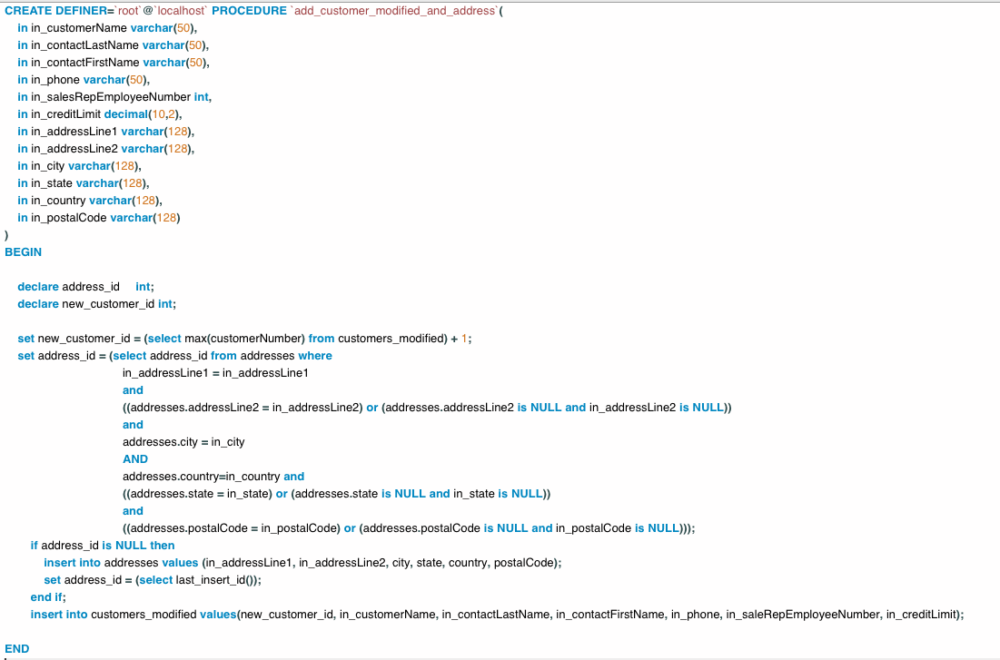 CREATE DEFINER=`root`@`localhost` PROCEDURE `add_customer_modified_and_address`(
in in_customerName varchar(50),
in in_contactLastName varchar(50),
in in_contactFirstName varchar(50),
in in_phone varchar(50),
in in_salesRepEmployeeNumber int,
in in_creditLimit decimal(10,2),
in in_addressLine1 varchar(128),
in in_addressLine2 varchar(128),
in in_city varchar(128),
in in_state varchar(128),
in in_country varchar(128),
in in_postalCode varchar(128)
)
BEGIN
declare address_id int;
declare new_customer_id int;
set new_customer_id = (select max(customerNumber) from customers_modified) + 1;
set address_id = (select address_id from addresses where
in_addressLine1 = in_addressLine1
and
((addresses.addressLine2 = in_addressLine2) or (addresses.addressLine2 is NULL and in_addressLine2 is NULL))
and
addresses.city = in_city
AND
addresses.country=in_country and
((addresses.state = in_state) or (addresses.state is NULL and in_state is NULL))
and
((addresses.postalCode = in_postalCode) or (addresses.postalCode is NULL and in_postalCode is NULL)));
if address_id is NULL then
insert into addresses values (in_addressLine1, in_addressLine2, city, state, country, postalCode);
set address_id = (select last_insert_id());
end if;
insert into customers_modified values(new_customer_id, in_customerName, in_contactLastName, in_contactFirstName, in_phone, in_saleRepEmployeeNumber, in_creditLimit);
END